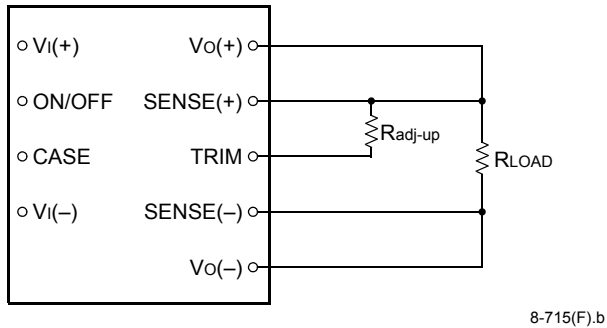 VI(+) VO(+)
ON/OFF SENSE(+)
Radj-up
CASE TRIM
RLOAD
VI(–) SENSE(–)
VO(–)
8-715(F).b